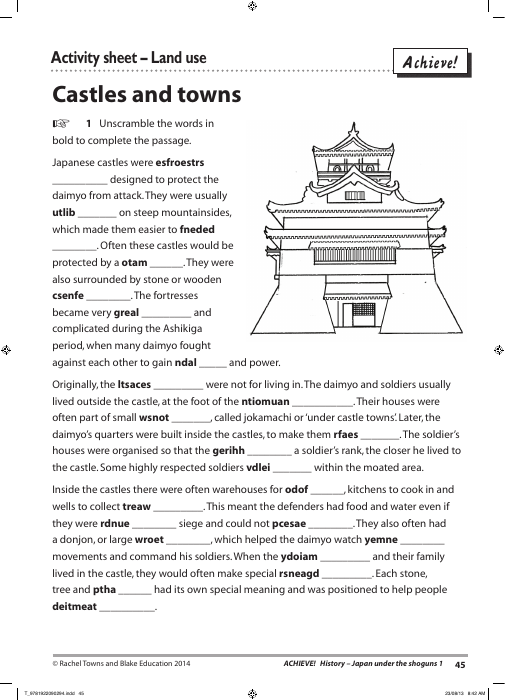 Activity sheet – Land use
Achieve!
Castles and towns
1 Unscramble the words in
bold to complete the passage.
Japanese castles were esfroestrs
__________ designed to protect the
daimyo from attack. They were usually
utlib _______ on steep mountainsides,
which made them easier to fneded
________. Often these castles would be
protected by a otam ______. They were
also surrounded by stone or wooden
csenfe ________. The fortresses
became very greal _________ and
complicated during the Ashikiga
period, when many daimyo fought
against each other to gain ndal _____ and power.
Originally, the ltsaces _________ were not for living in. The daimyo and soldiers usually
lived outside the castle, at the foot of the ntiomuan ___________. Their houses were
often part of small wsnot _______, called jokamachi or ‘under castle towns’. Later, the
daimyo’s quarters were built inside the castles, to make them rfaes _______. The soldier’s
houses were organised so that the gerihh ________ a soldier’s rank, the closer he lived to
the castle. Some highly respected soldiers vdlei _______ within the moated area.
Inside the castles there were often warehouses for odof ______, kitchens to cook in and
wells to collect treaw _________. This meant the defenders had food and water even if
they were rdnue ________ siege and could not pcesae ________. They also often had
a donjon, or large wroet ________, which helped the daimyo watch yemne ________
movements and command his soldiers. When the ydoiam _________ and their family
lived in the castle, they would often make special rsneagd _________. Each stone,
tree and ptha ______ had its own special meaning and was positioned to help people
deitmeat __________.
© Rachel Towns and Blake Education 2014
ACHIEVE! History – Japan under the shoguns 1 45
T_9781922090294.indd 45
23/08/13 8:42 AM